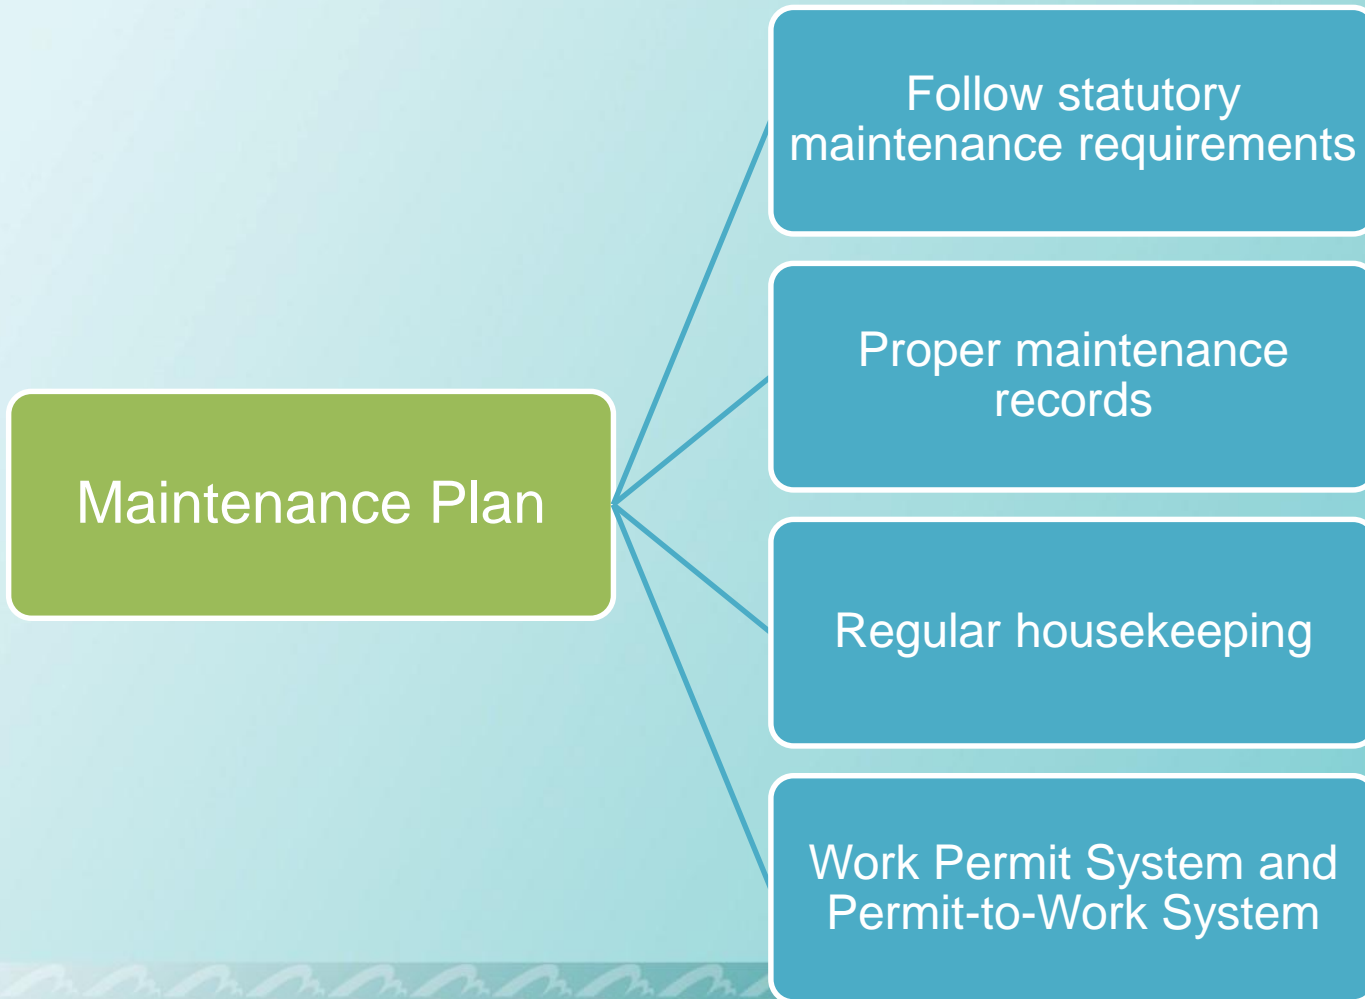 Follow statutory
maintenance requirements
Proper maintenance
records
Maintenance Plan
Regular housekeeping
Work Permit System and
Permit-to-Work System